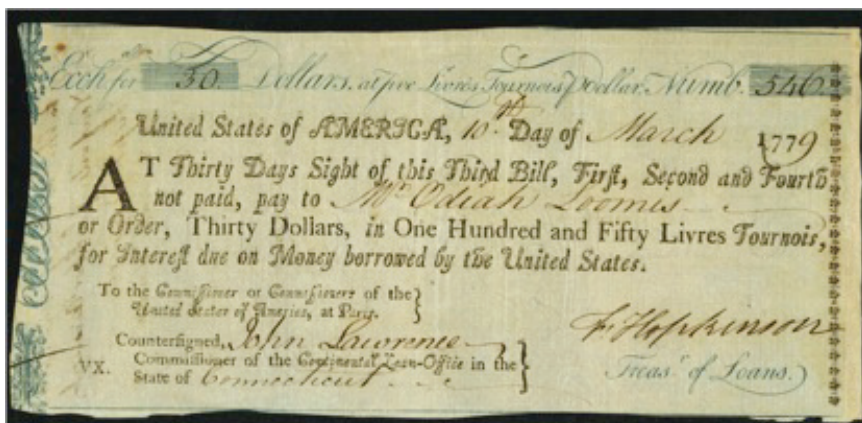 Exch. for 30 Dollars, at five Livres Tournois ℘ Dollar, Numb. 546
United States of AMERICA, 10th Day of March 1779
AT Thirty Days Sight of this Third Bill, First, Second and Fourth
not paid, pay to Mr Odiah Loomis
or Order, Thirty Dollars, in One Hundred and Fifty Livres Tournois,
for Interest due on Money borrowed by the United States.
To the Commissioner or Commissioners of the
United States of America, at Paris.
F Hopkinson
Countersigned, John Lawrence
VX. Commissioner of the Continental Loan-Office in the
State of Connecticut
Treasr of Loans.